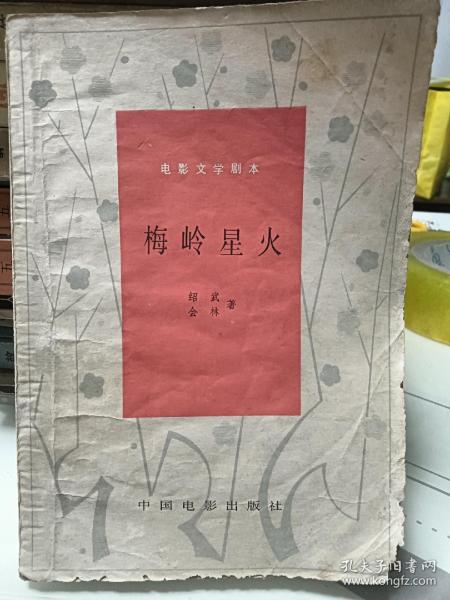 电影文学剧本
梅岭星火
绍武
会林
著
中国电影出版社
孔夫子旧书网
www.kongfz.com